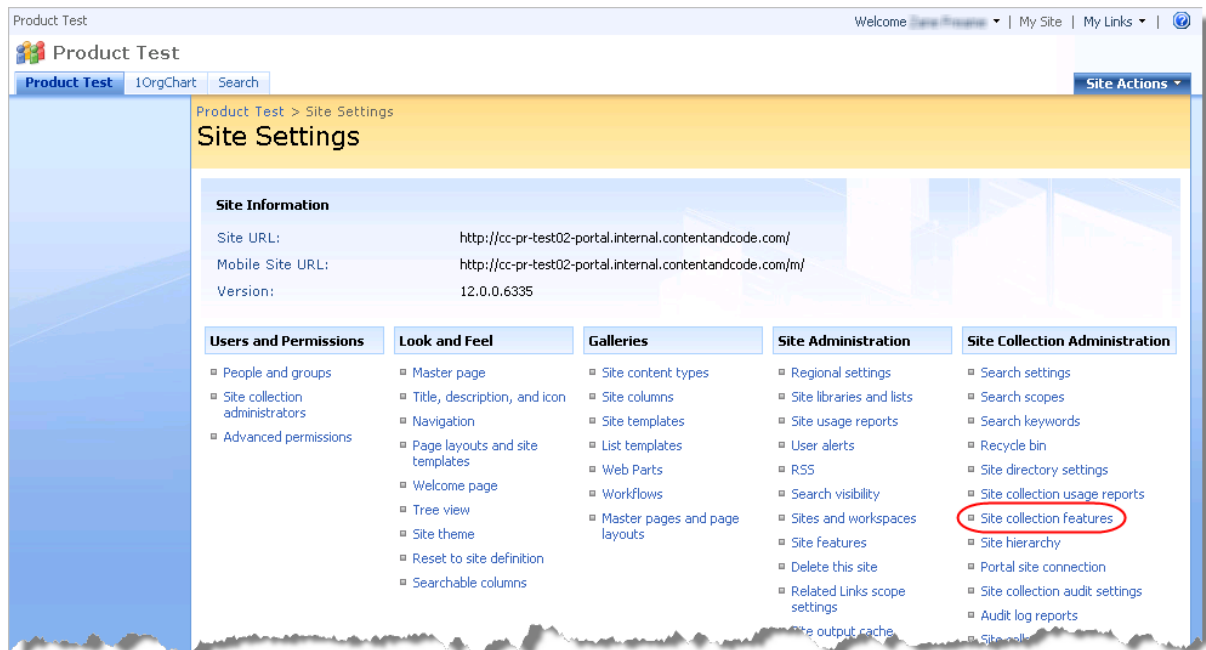 Product Test
Welcome | My Site | My Links |
Product Test
Product Test 1OrgChart Search
Site Actions
Product Test > Site Settings
Site Settings
Site Information
Site URL: http://cc-pr-test02-portal.internal.contentandcode.com/
Mobile Site URL: http://cc-pr-test02-portal.internal.contentandcode.com/m/
Version: 12.0.0.6335
Users and Permissions
People and groups
Site collection
administrators
Advanced permissions
Look and Feel
Master page
Title, description, and icon
Navigation
Page layouts and site
templates
Welcome page
Tree view
Site theme
Reset to site definition
Searchable columns
Galleries
Site content types
Site columns
Site templates
List templates
Web Parts
Workflows
Master pages and page
layouts
Site Administration
Regional settings
Site libraries and lists
Site usage reports
User alerts
RSS
Search visibility
Sites and workspaces
Site features
Delete this site
Related Links scope
settings
Site output cache
Site Collection Administration
Search settings
Search scopes
Search keywords
Recycle bin
Site directory settings
Site collection usage reports
Site collection features
Site hierarchy
Portal site connection
Site collection audit settings
Audit log reports
Site